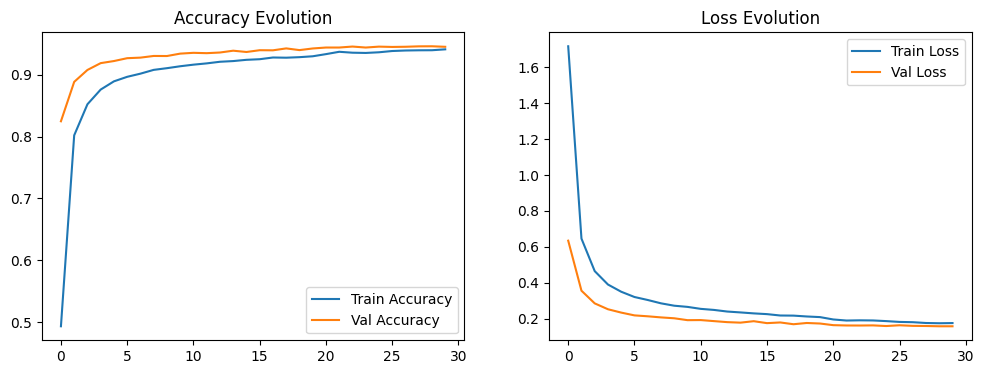 Accuracy Evolution
0.9
0.8
0.7
0.6
0.5
0 5 10 15 20 25 30
Train Accuracy
Val Accuracy
Loss Evolution
1.6
1.4
1.2
1.0
0.8
0.6
0.4
0.2
0 5 10 15 20 25 30
Train Loss
Val Loss